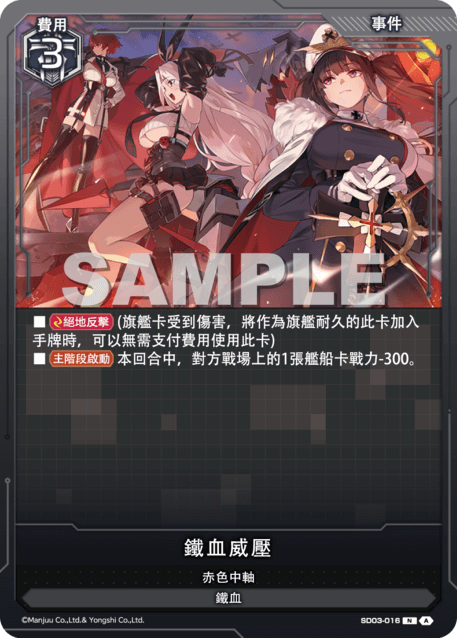 費用
事件
3
SAMPLE
■ 絕地反擊 (旗艦卡受到傷害，將作為旗艦耐久的此卡加入
手牌時，可以無需支付費用使用此卡)
■ 主階段啟動 本回合中，對方戰場上的1張艦船卡戰力-300。
鐵血威壓
赤色中軸
鐵血
©Manjuu Co.,Ltd.& Yongshi Co.,Ltd.
SD03-016 N A